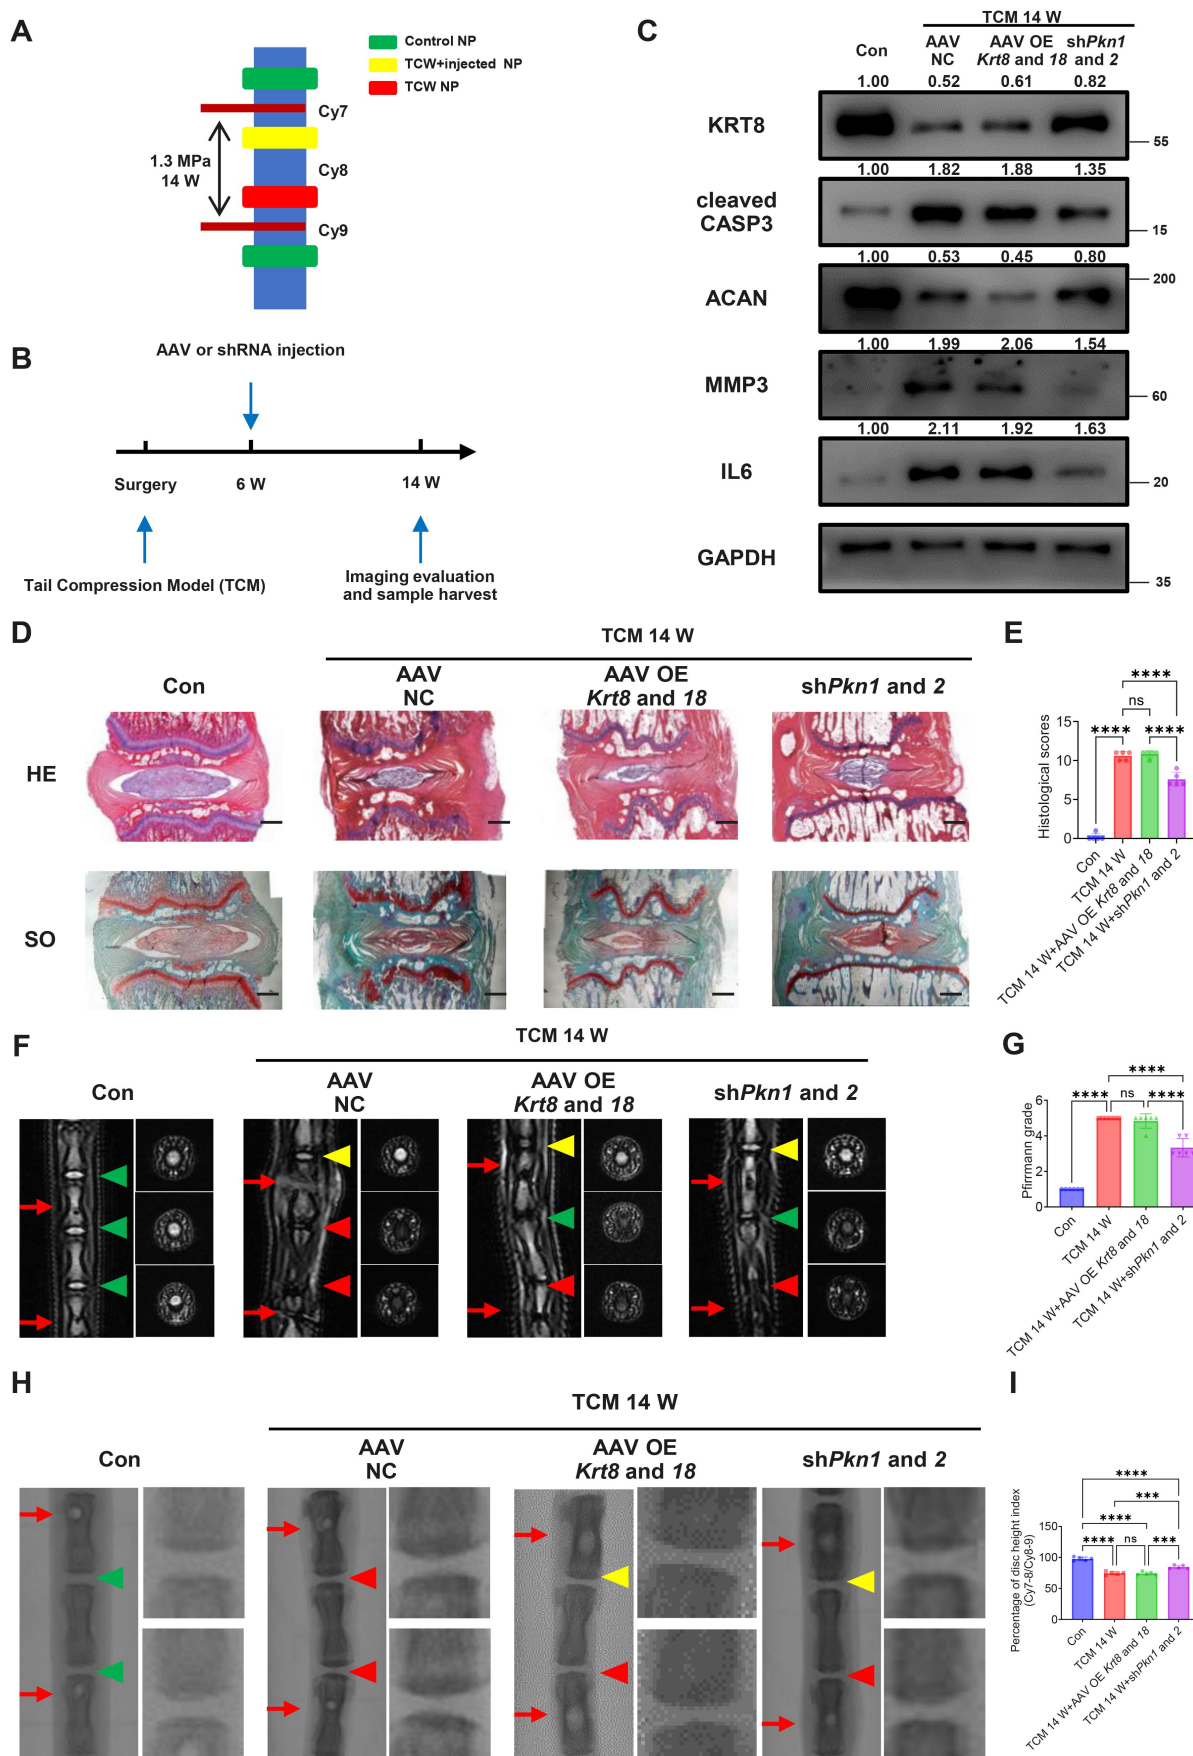 A
Control NP
TCW+injected NP
TCW NP
Cy7
1.3 MPa
14 W
Cy8
Cy9
B
AAV or shRNA injection
Surgery
6 W
14 W
Tail Compression Model (TCM)
Imaging evaluation
and sample harvest
C
TCM 14 W
Con
AAV
NC
AAV OE
Krt8 and 18
shPkn1
and 2
1.00 0.52 0.61 0.82
KRT8
55
1.00 1.82 1.88 1.35
cleaved
CASP3
15
1.00 0.53 0.45 0.80
ACAN
200
1.00 1.99 2.06 1.54
MMP3
60
1.00 2.11 1.92 1.63
IL6
20
GAPDH
35
D
TCM 14 W
Con
AAV
NC
AAV OE
Krt8 and 18
shPkn1 and 2
HE
SO
E
****
ns
**** ****
Histological scores
15
10
5
0
Con
TCM 14 W
TCM 14 W+AAV OE Krt8 and 18
TCM 14 W+shPkn1 and 2
F
TCM 14 W
Con
AAV
NC
AAV OE
Krt8 and 18
shPkn1 and 2
G
****
**** ns ****
Pfirrmann grade
6
4
2
0
Con
TCM 14 W
TCM 14 W+AAV OE Krt8 and 18
TCM 14 W+shPkn1 and 2
H
TCM 14 W
Con
AAV
NC
AAV OE
Krt8 and 18
shPkn1 and 2
I
****
***
****
**** ns ***
Percentage of disc height index
(Cy7-8/Cy8-9)
150
100
50
0
Con
TCM 14 W
TCM 14 W+AAV OE Krt8 and 18
TCM 14 W+shPkn1 and 2